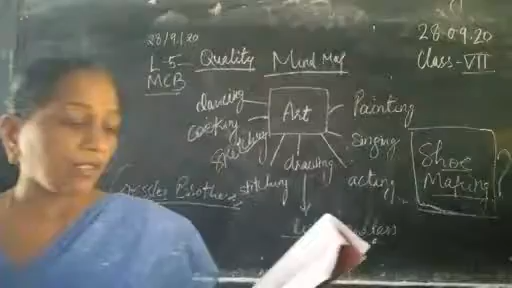 28/9/20
28.09.20
L-5 Quality Mind Map
Class-VII
MCB
dancing
Art
Painting
cooking
singing
Sketching
drawing
Shoe
Making
?
stitching
acting
Brothers